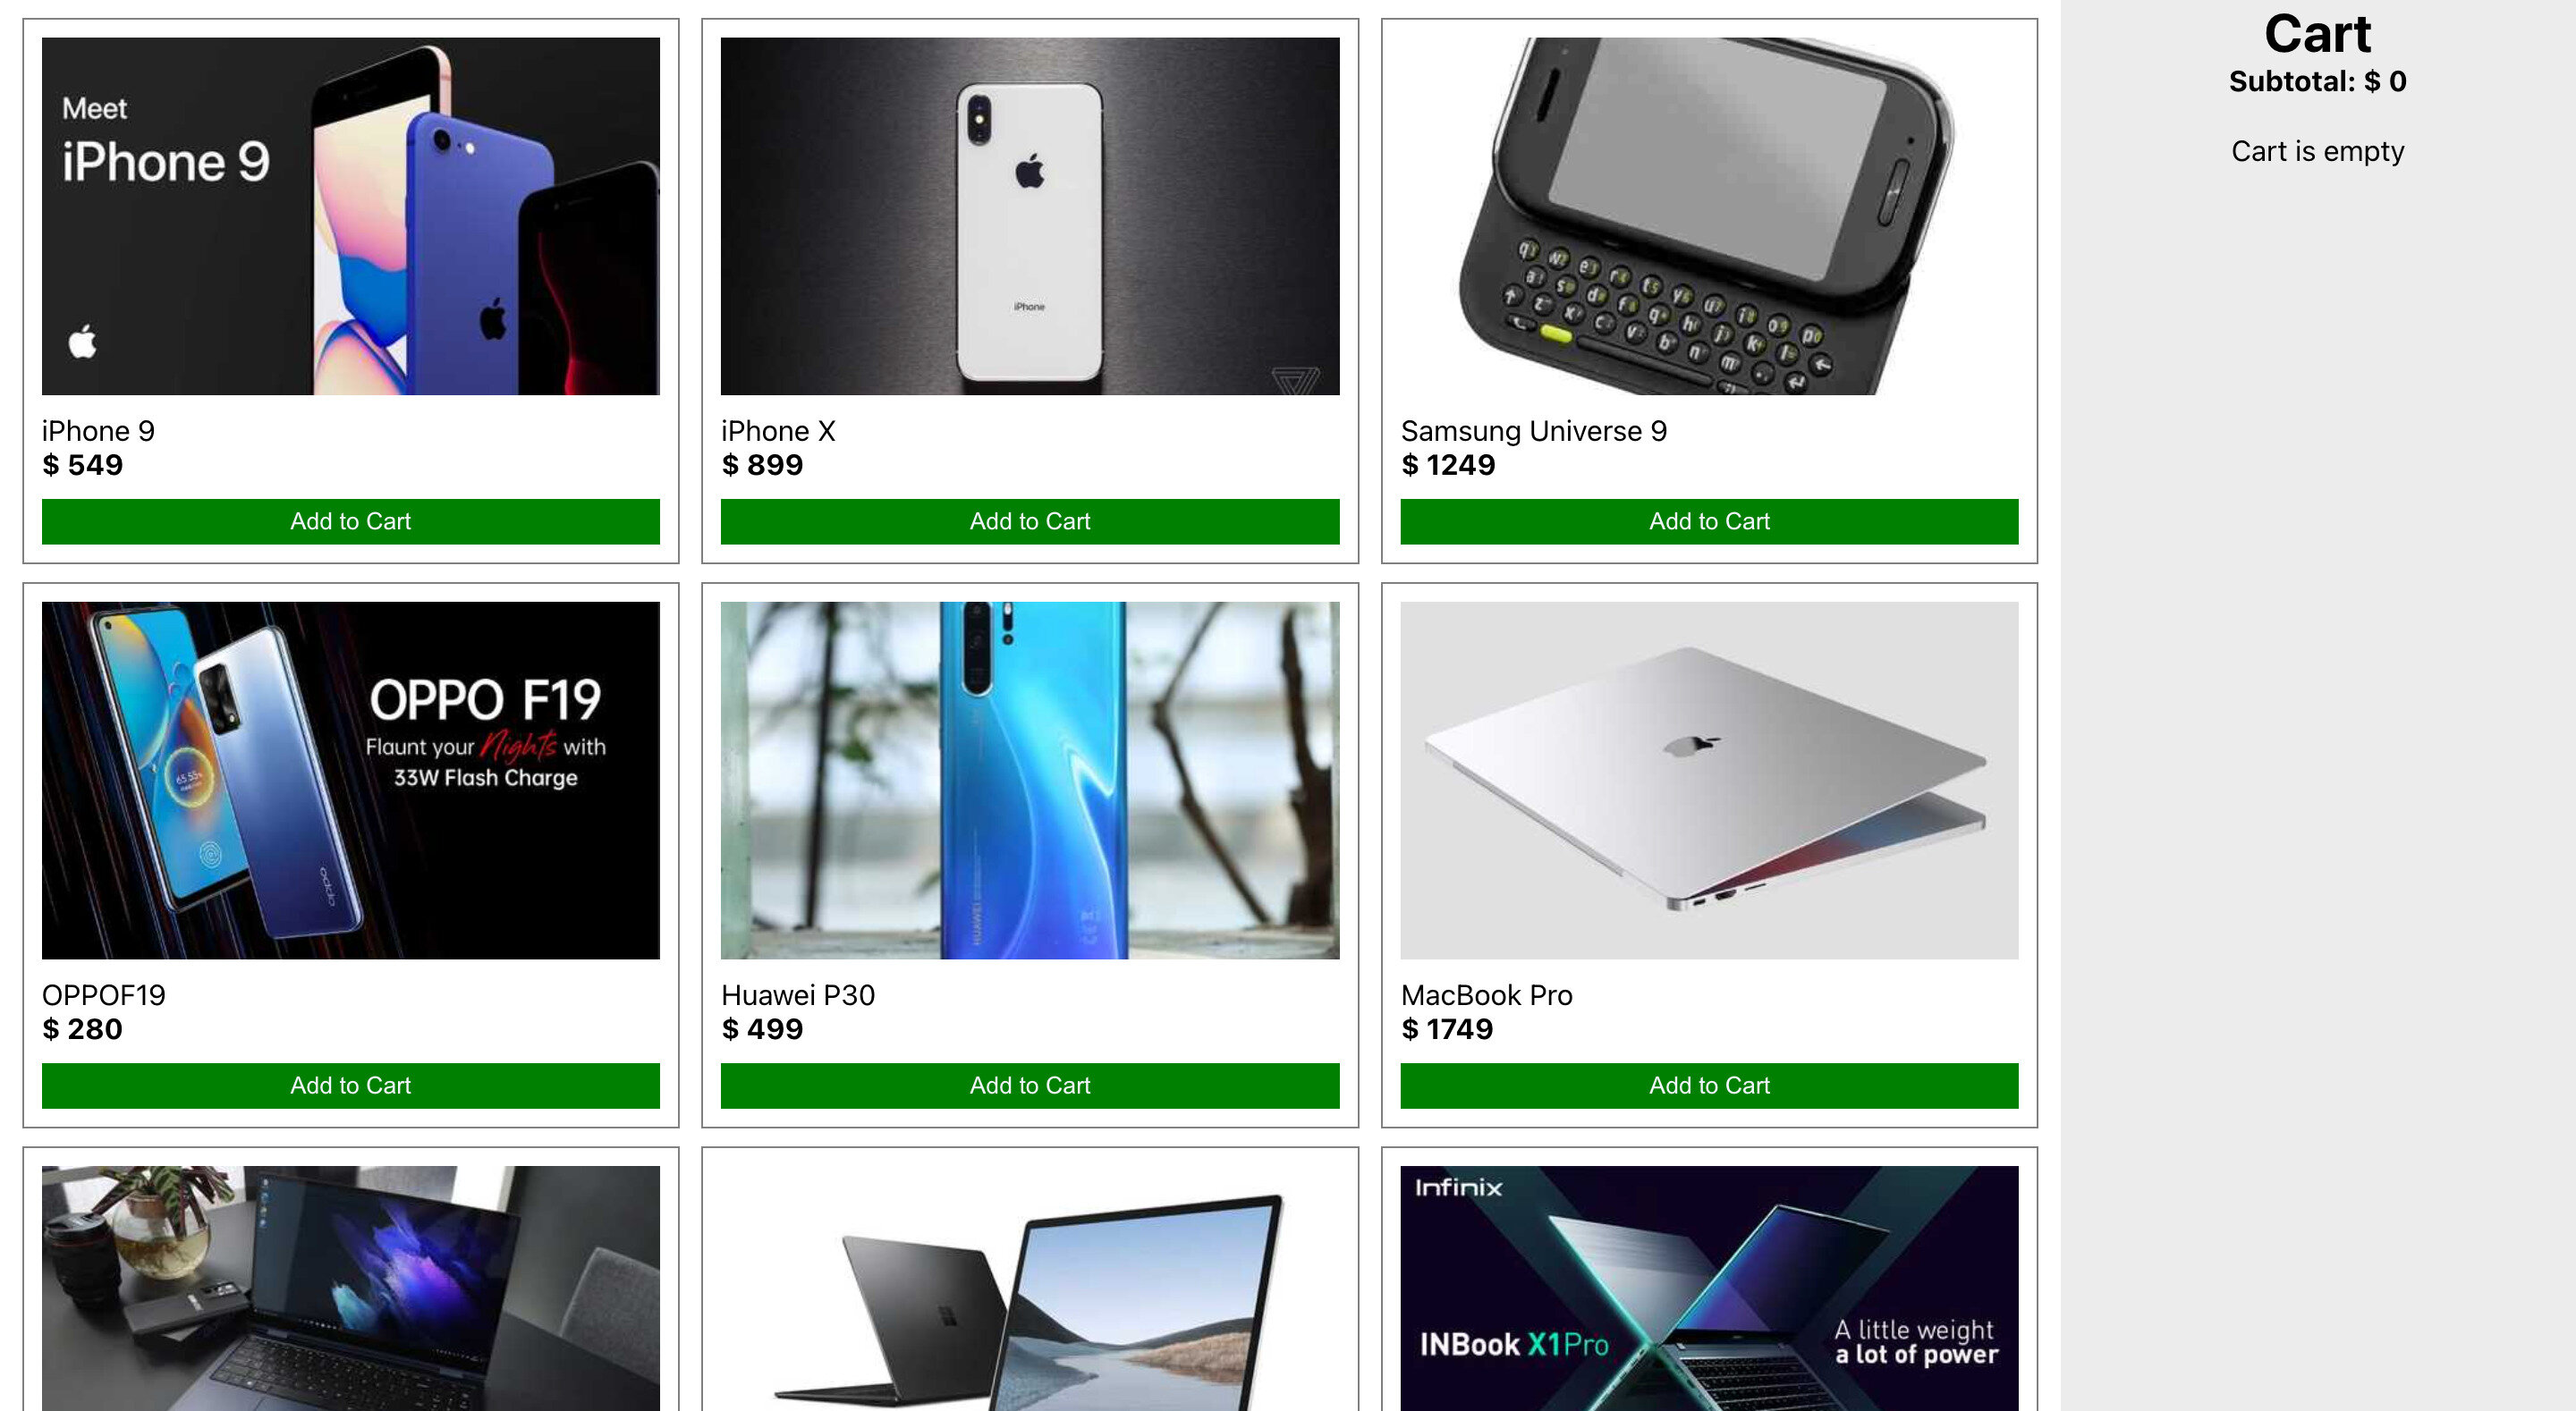 Meet
iPhone 9
iPhone 9
$ 549
Add to Cart
iPhone
iPhone X
$ 899
Add to Cart
Samsung Universe 9
$ 1249
Add to Cart
Cart
Subtotal: $ 0
Cart is empty
OPPO F19
Flaunt your Nights with
33W Flash Charge
oppo
OPPOF19
$ 280
Add to Cart
HUAWEI
Huawei P30
$ 499
Add to Cart
MacBook Pro
$ 1749
Add to Cart
Infinix
INBook X1Pro
A little weight
a lot of power